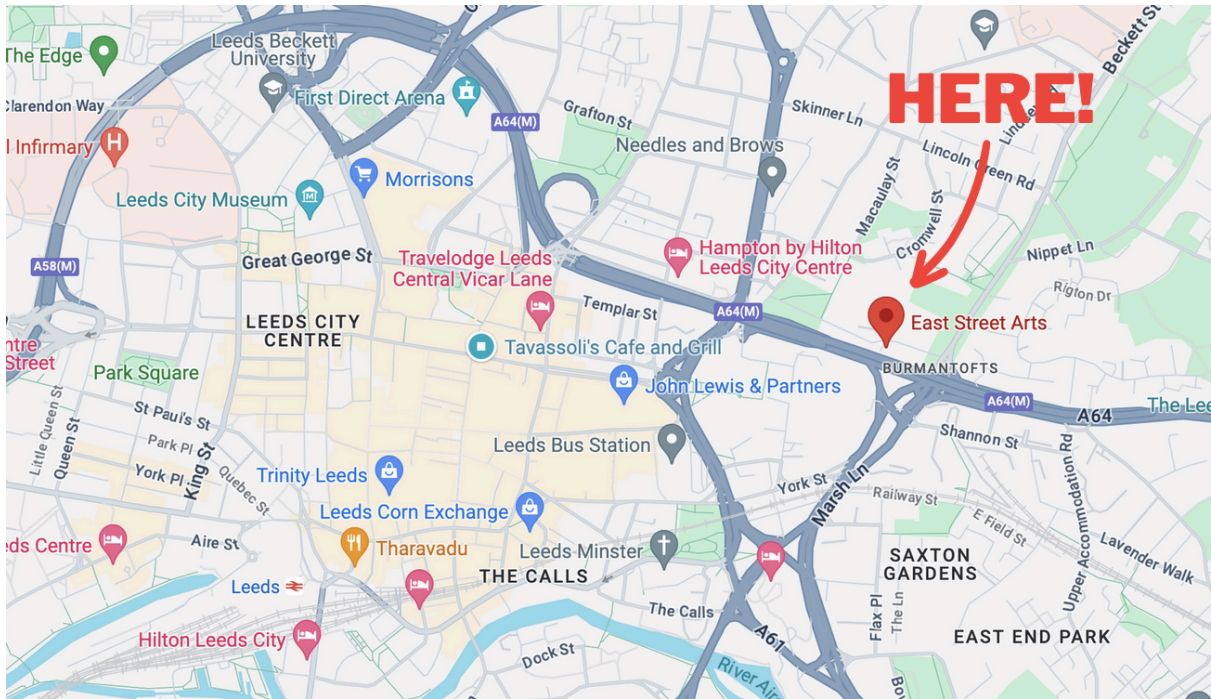 The Edge
Leeds Beckett
University
Beckett St
HERE!
Clarendon Way
First Direct Arena
Grafton St
Skinner Ln
A64(M)
l Infirmary
Needles and Brows
Lincoln Green Rd
Morrisons
Macaulay St
Leeds City Museum
Cromwell St
Great George St
Travelodge Leeds
Central Vicar Lane
Hampton by Hilton
Leeds City Centre
Nippet Ln
A58(M)
Rigton Dr
Templar St
A64(M)
East Street Arts
LEEDS CITY
CENTRE
ntre
Street
Tavassoli's Cafe and Grill
BURMANTOFTS
Park Square
John Lewis & Partners
A64(M)
A64
The Lee
St Paul's St
Little Queen St
Queen St
Park Pl
King St
Leeds Bus Station
Shannon St
York Pl
Quebec St
Trinity Leeds
York St
Marsh Ln
Railway St
Upper Accommodation Rd
Leeds Corn Exchange
E Field St
eds Centre
Aire St
Tharavadu
Leeds Minster
Lavender Walk
THE CALLS
SAXTON
GARDENS
Leeds
The Calls
Flax Pl
The Ln
Hilton Leeds City
A61
EAST END PARK
Dock St
River Air